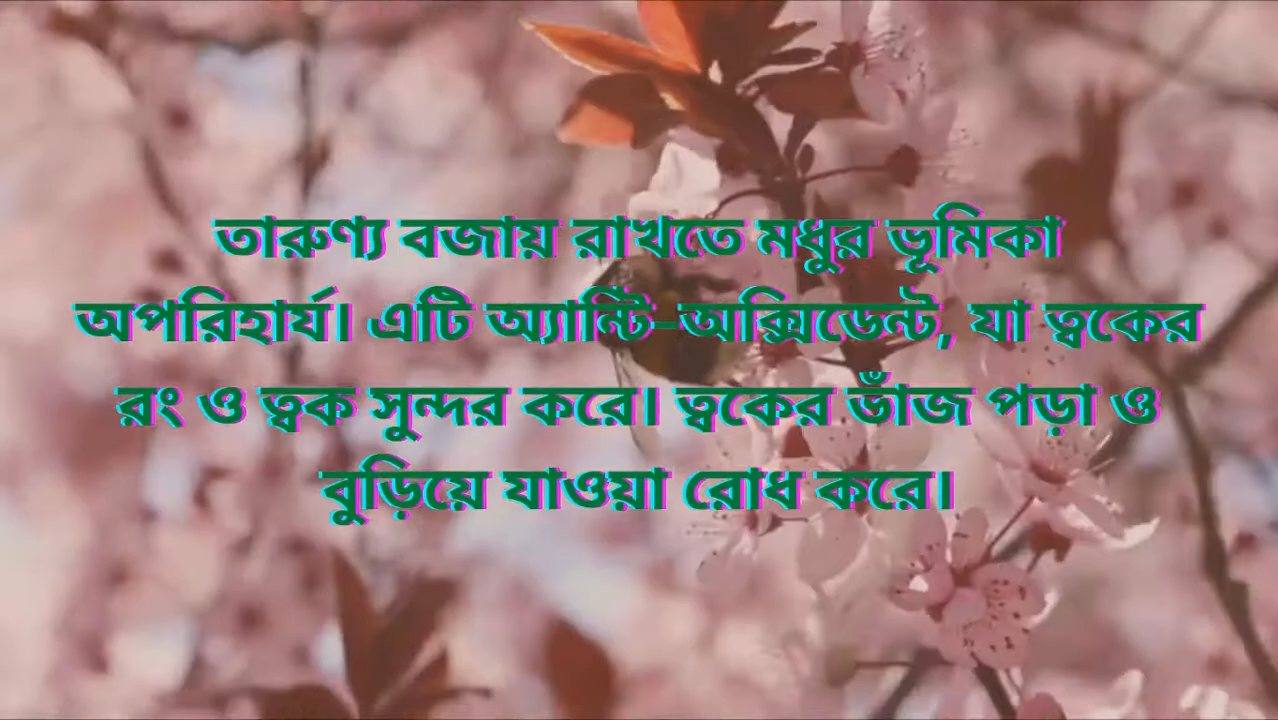 তারুণ্য বজায় রাখতে মধুর ভূমিকা
অপরিহার্য। এটি অ্যান্টি-অক্সিডেন্ট, যা ত্বকের
রং ও ত্বক সুন্দর করে। ত্বকের ভাঁজ পড়া ও
বুড়িয়ে যাওয়া রোধ করে।